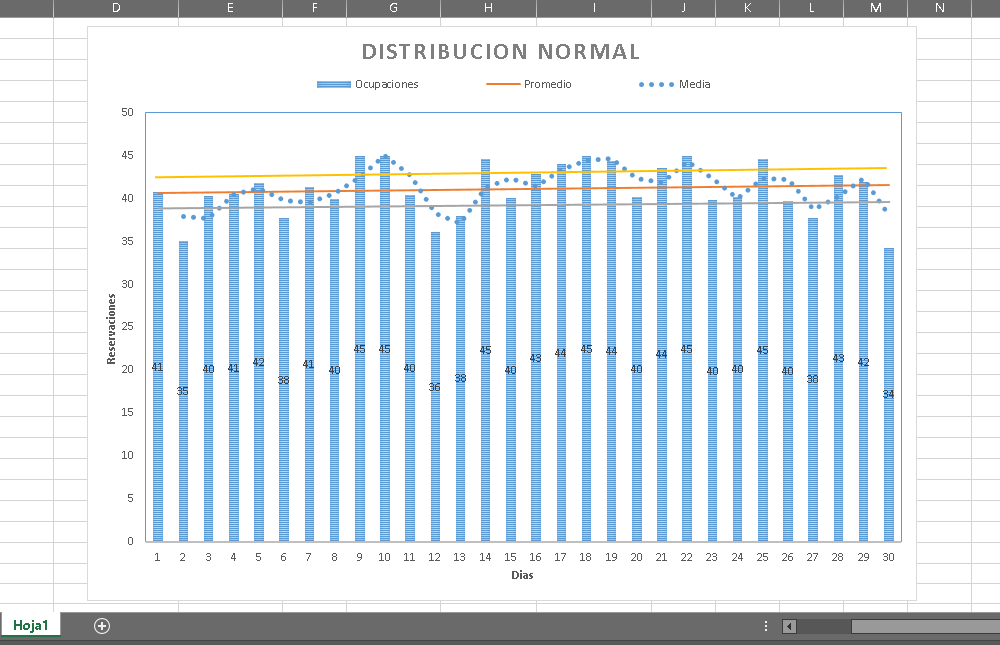 D E F G H I J K L M N
DISTRIBUCION NORMAL
Ocupaciones Promedio Media
50
45
40
35
30
25
20
15
10
5
0
Reservaciones
41 35 40 41 42 38 41 40 45 45 40 36 38 45 40 43 44 45 44 40 44 45 40 40 45 40 38 43 42 34
1 2 3 4 5 6 7 8 9 10 11 12 13 14 15 16 17 18 19 20 21 22 23 24 25 26 27 28 29 30
Dias
Hoja1